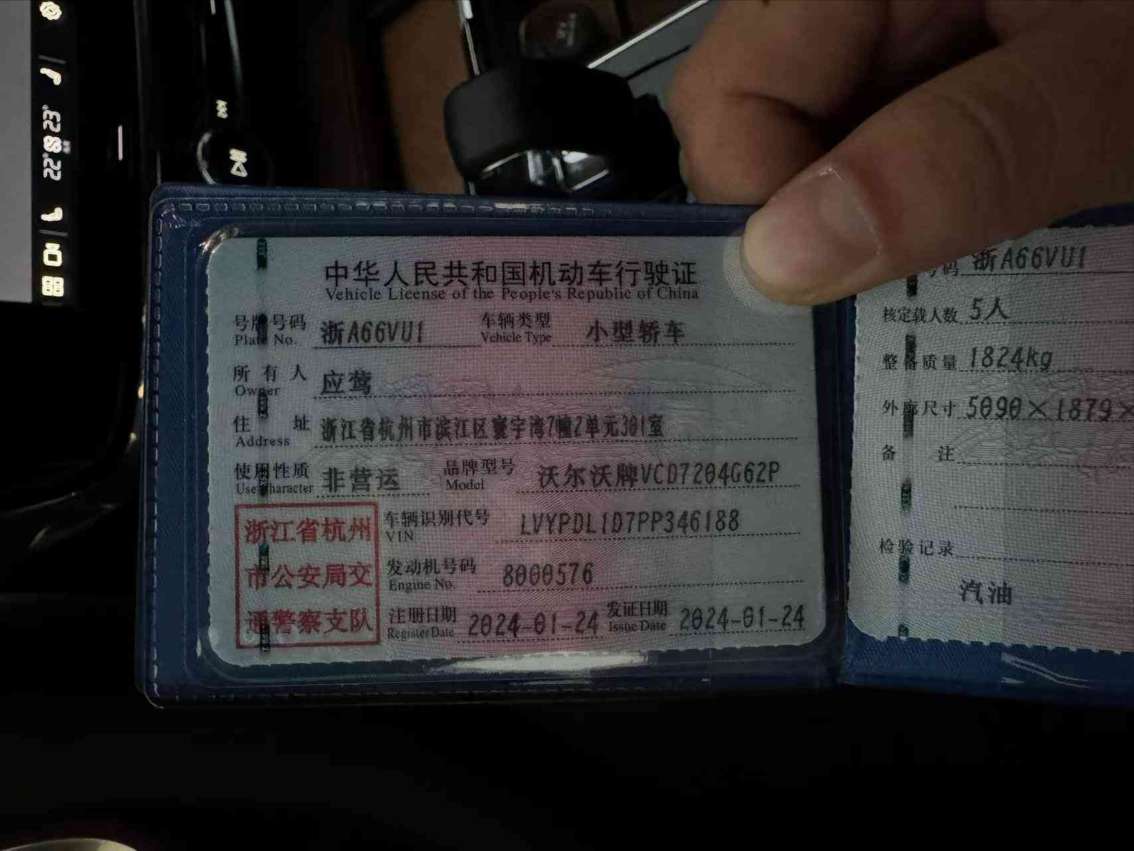 中华人民共和国机动车行驶证
Vehicle License of the People's Republic of China
号牌号码 浙A66VU1 车辆类型 小型轿车
Plate No. Vehicle Type
所有人 应莺
Owner
住址 浙江省杭州市滨江区寰宇湾7幢2单元301室
Address
使用性质 非营运 品牌型号 沃尔沃牌VCD7204G62P
Use Character Model
浙江省杭州
市公安局交
通警察支队
车辆识别代号 LVYPDL1D7PP346188
VIN
发动机号码 8000576
Engine No.
注册日期 2024-01-24 发证日期 2024-01-24
Register Date Issue Date
号码 浙A66VU1
核定载人数 5人
整备质量 1824kg
外廓尺寸 5090×1879×
备注
检验记录
汽油